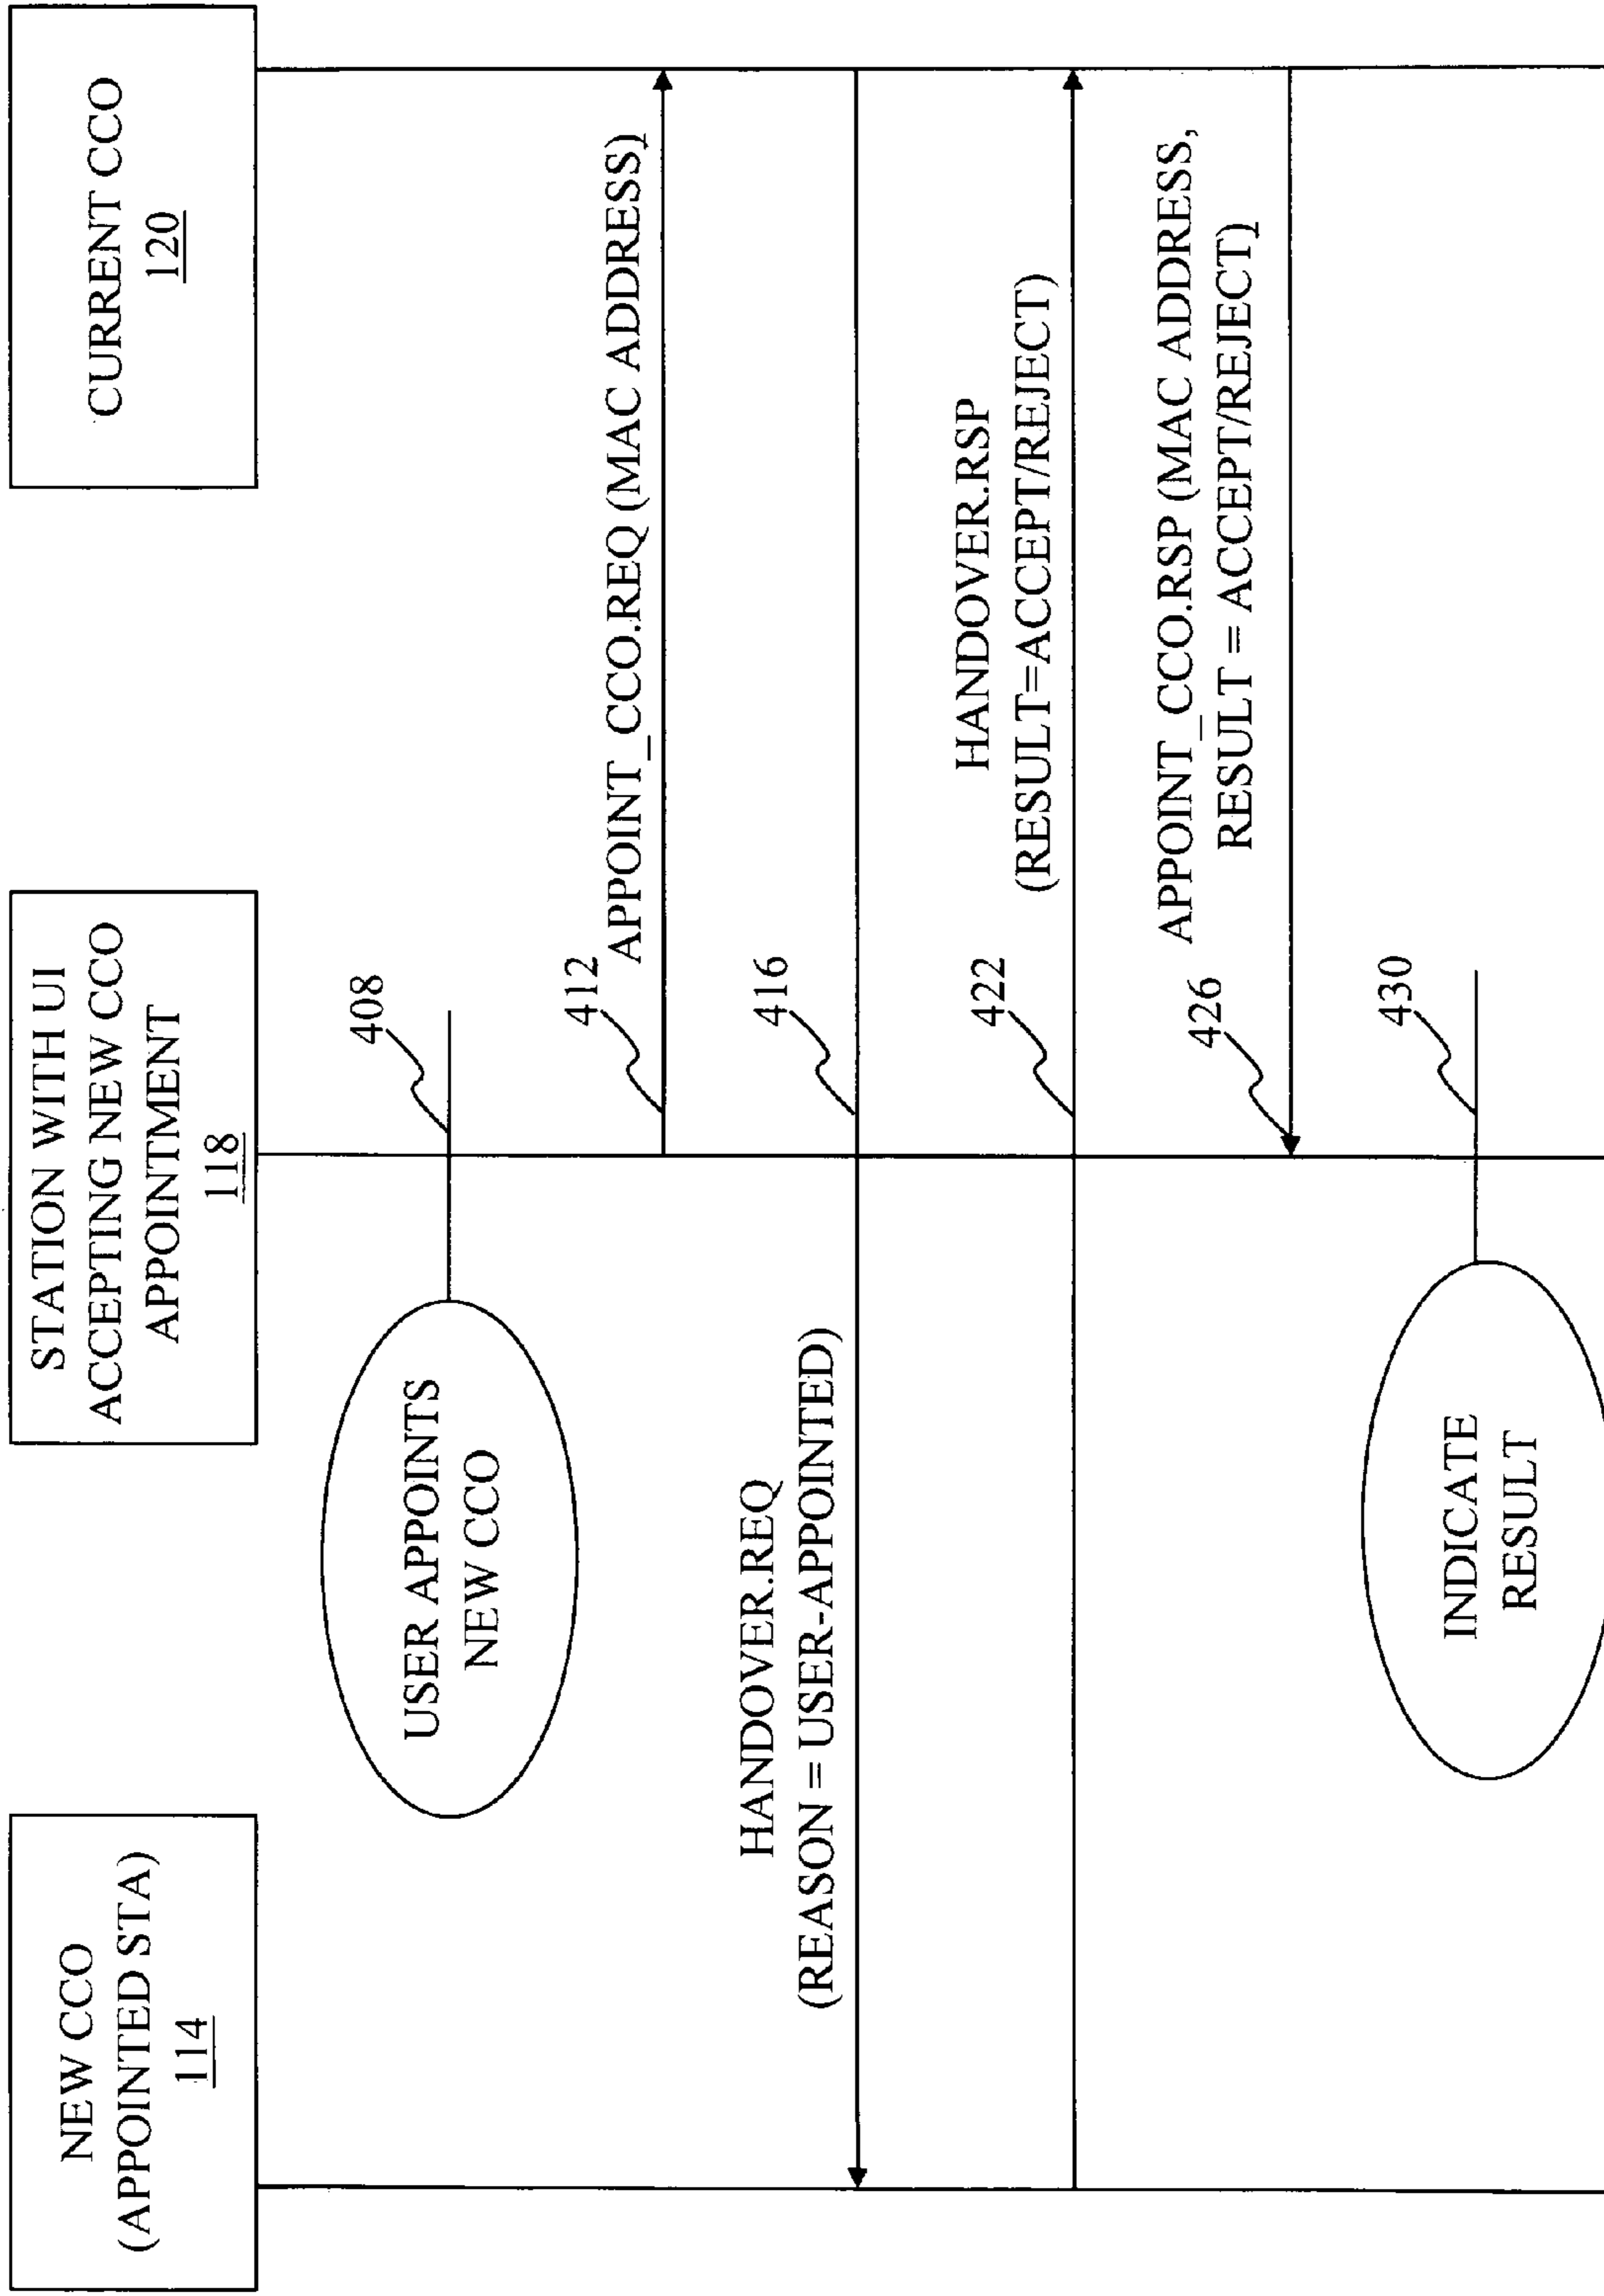 NEW CCO
(APPOINTED STA)
114
STATION WITH UI
ACCEPTING NEW CCO
APPOINTMENT
118
CURRENT CCO
120
USER APPOINTS
NEW CCO
408
412
APPOINT_CCO.REQ (MAC ADDRESS)
HANDOVER.REQ
(REASON = USER-APPOINTED)
416
422
HANDOVER.RSP
(RESULT=ACCEPT/REJECT)
426
APPOINT_CCO.RSP (MAC ADDRESS,
RESULT = ACCEPT/REJECT)
INDICATE
RESULT
430